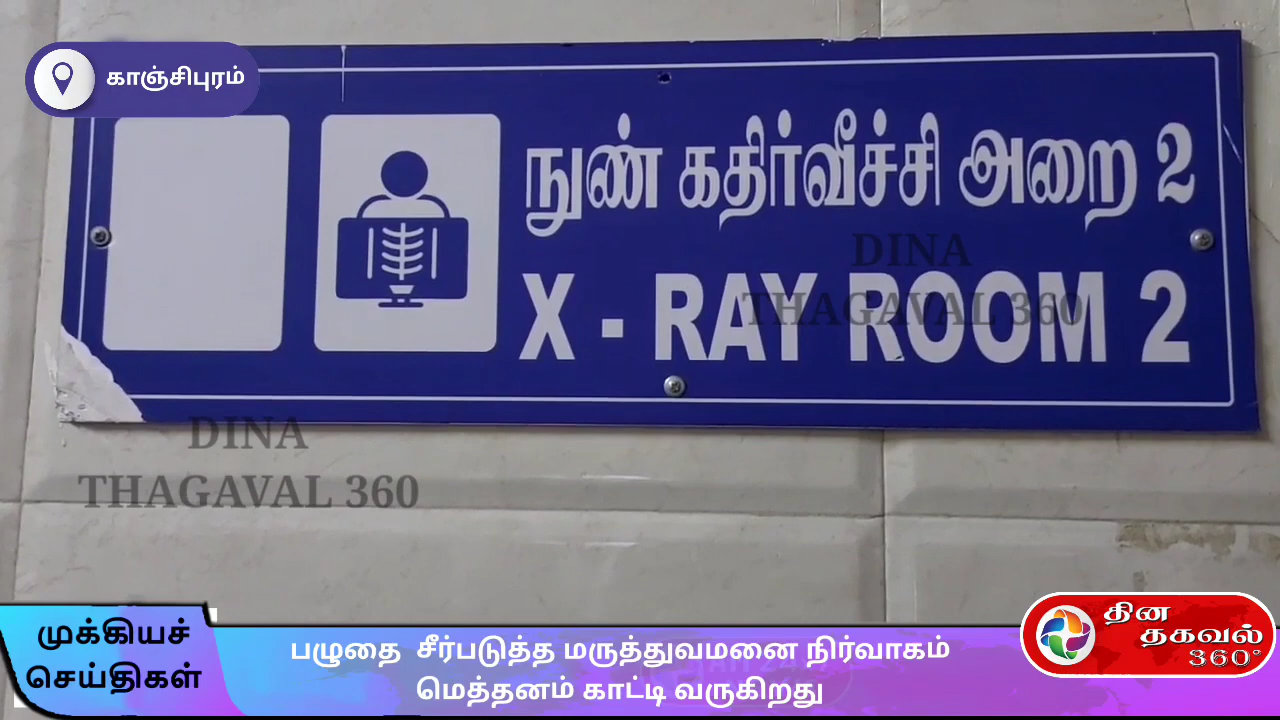 காஞ்சிபுரம்
நுண் கதிர்வீச்சி அறை 2
X - RAY ROOM 2
DINA
THAGAVAL 360
DINA
THAGAVAL 360
முக்கியச்
செய்திகள்
பழுதை சீர்படுத்த மருத்துவமனை நிர்வாகம்
மெத்தனம் காட்டி வருகிறது
தின
தகவல்
360°